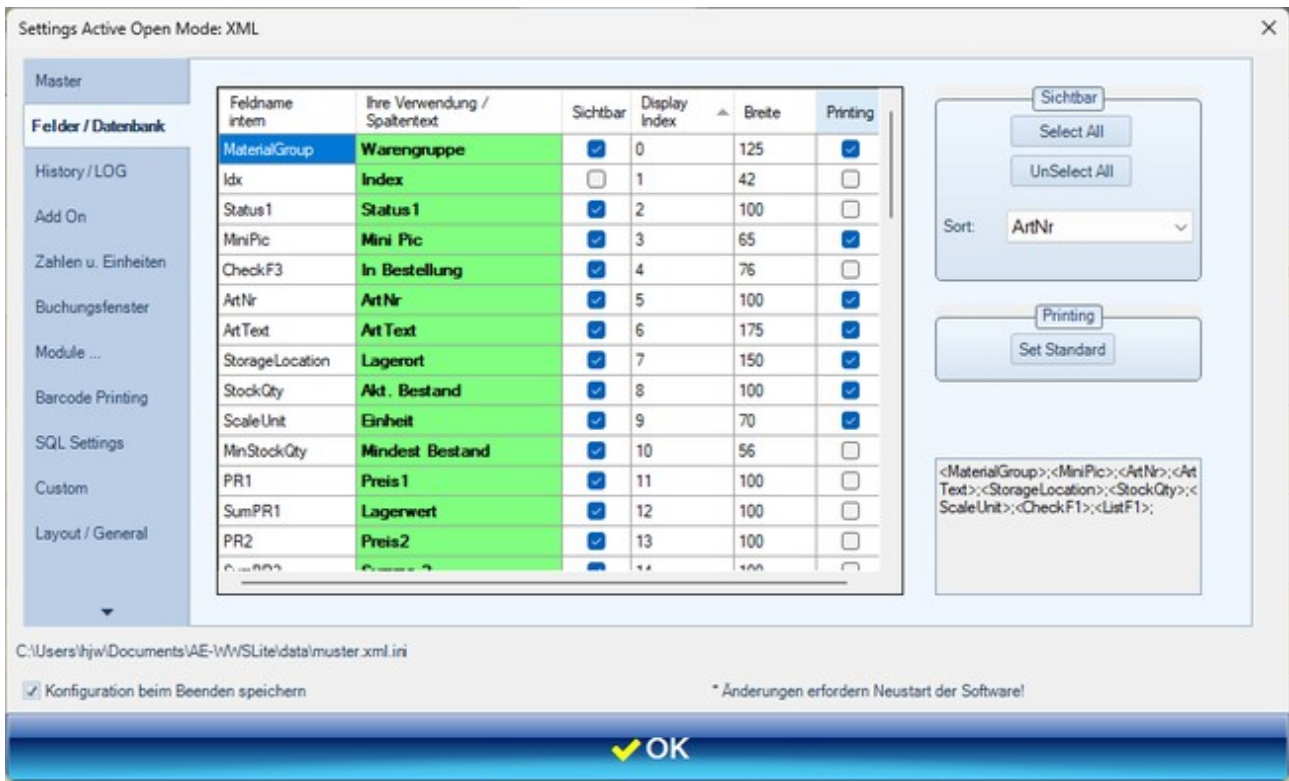 Settings Active Open Mode: XML
Master
Felder / Datenbank
History / LOG
Add On
Zahlen u. Einheiten
Buchungsfenster
Module ...
Barcode Printing
SQL Settings
Custom
Layout / General
Feldname intern Ihre Verwendung / Spaltentext Sichtbar Display Index Breite Printing
MaterialGroup Warengruppe 0 125
Idx Index 1 42
Status1 Status1 2 100
MiniPic Mini Pic 3 65
CheckF3 In Bestellung 4 76
ArtNr ArtNr 5 100
ArtText ArtText 6 175
StorageLocation Lagerort 7 150
StockQty Akt. Bestand 8 100
ScaleUnit Einheit 9 70
MinStockQty Mindest Bestand 10 56
PR1 Preis1 11 100
SumPR1 Lagerwert 12 100
PR2 Preis2 13 100
Sichtbar
Select All
UnSelect All
Sort: ArtNr
Printing
Set Standard
<MaterialGroup>;<MiniPic>;<ArtNr>;<Art
Text>;<StorageLocation>;<StockQty>;<
ScaleUnit>;<CheckF1>;<ListF1>;
C:\Users\hjw\Documents\AE-WWSLite\data\muster.xml.ini
Konfiguration beim Beenden speichern
* Änderungen erfordern Neustart der Software!
OK